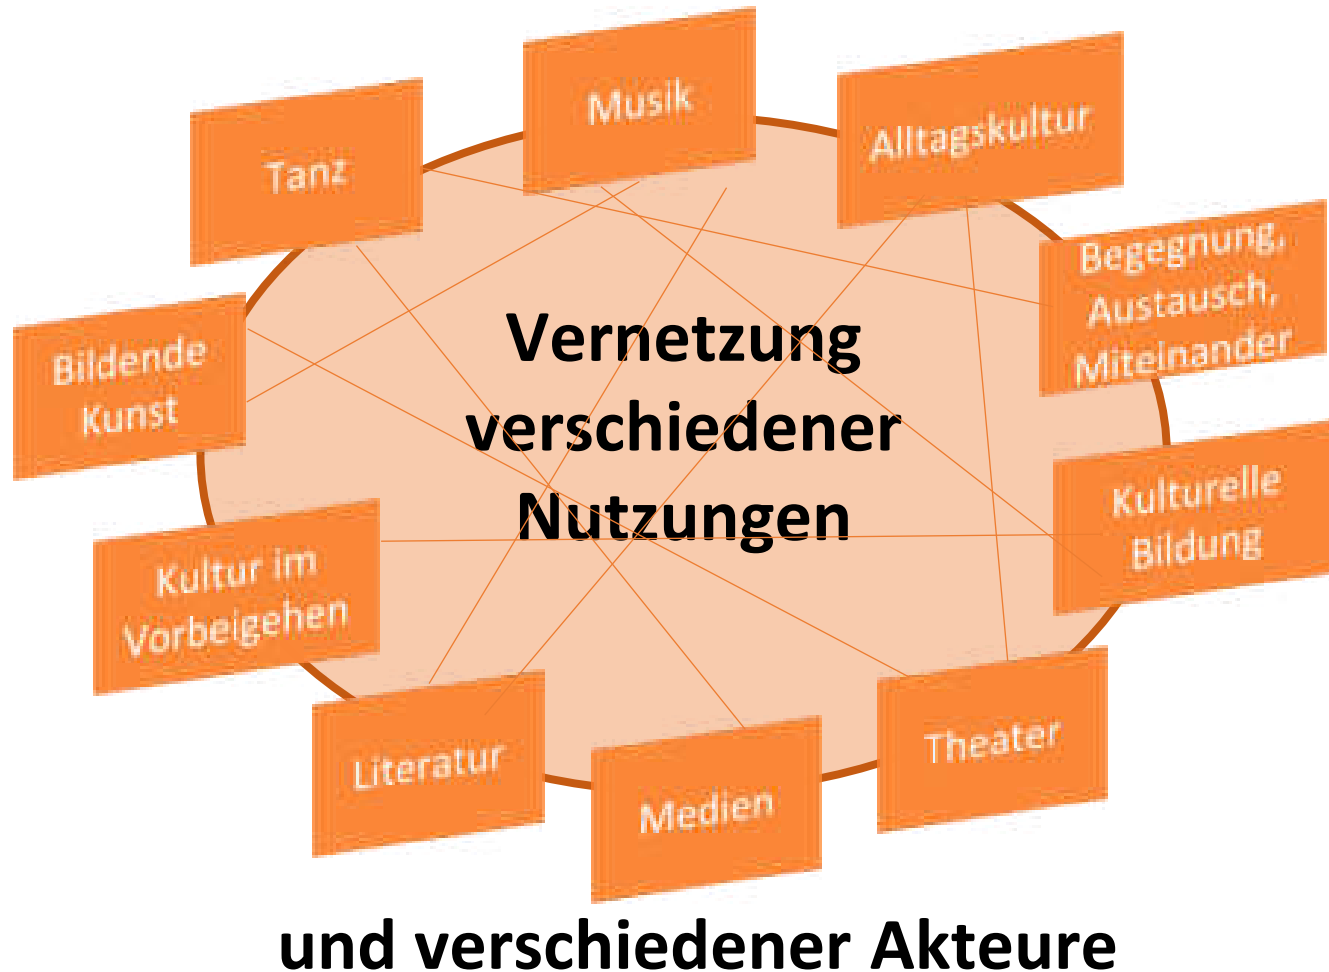 Musik
Alltagskultur
Tanz
Begegnung,
Austausch,
Miteinander
Bildende
Kunst
Vernetzung
verschiedener
Nutzungen
Kulturelle
Bildung
Kultur im
Vorbeigehen
Literatur
Medien
Theater
und verschiedener Akteure